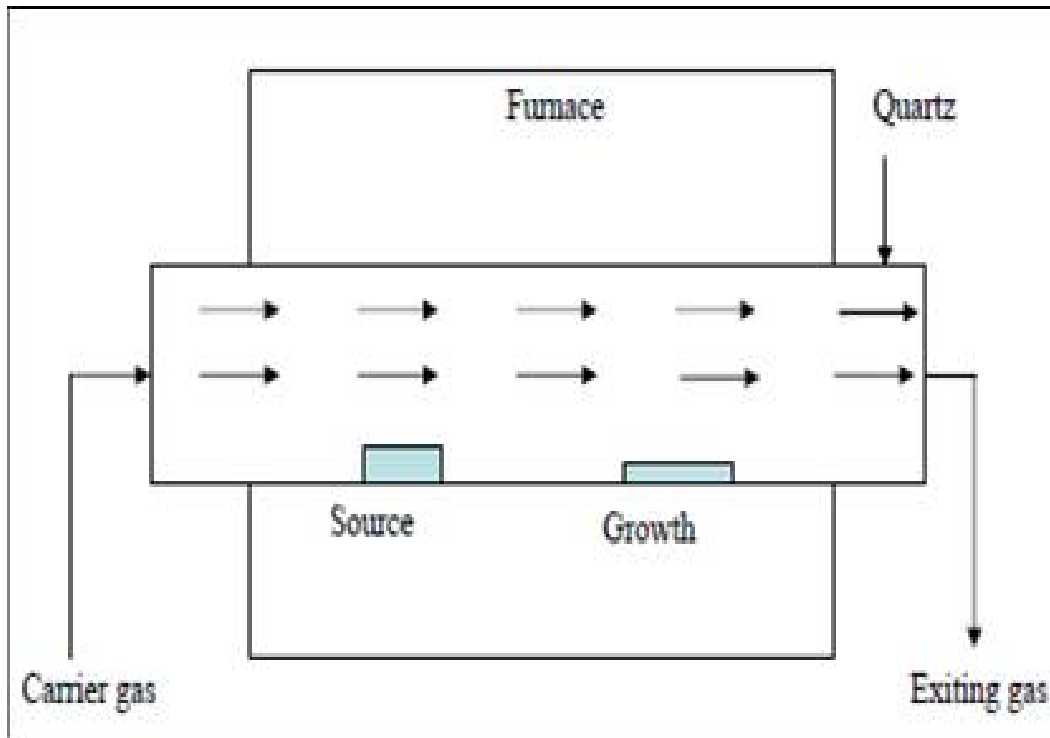 Furnace
Quartz
Source
Growth
Carrier gas
Exiting gas